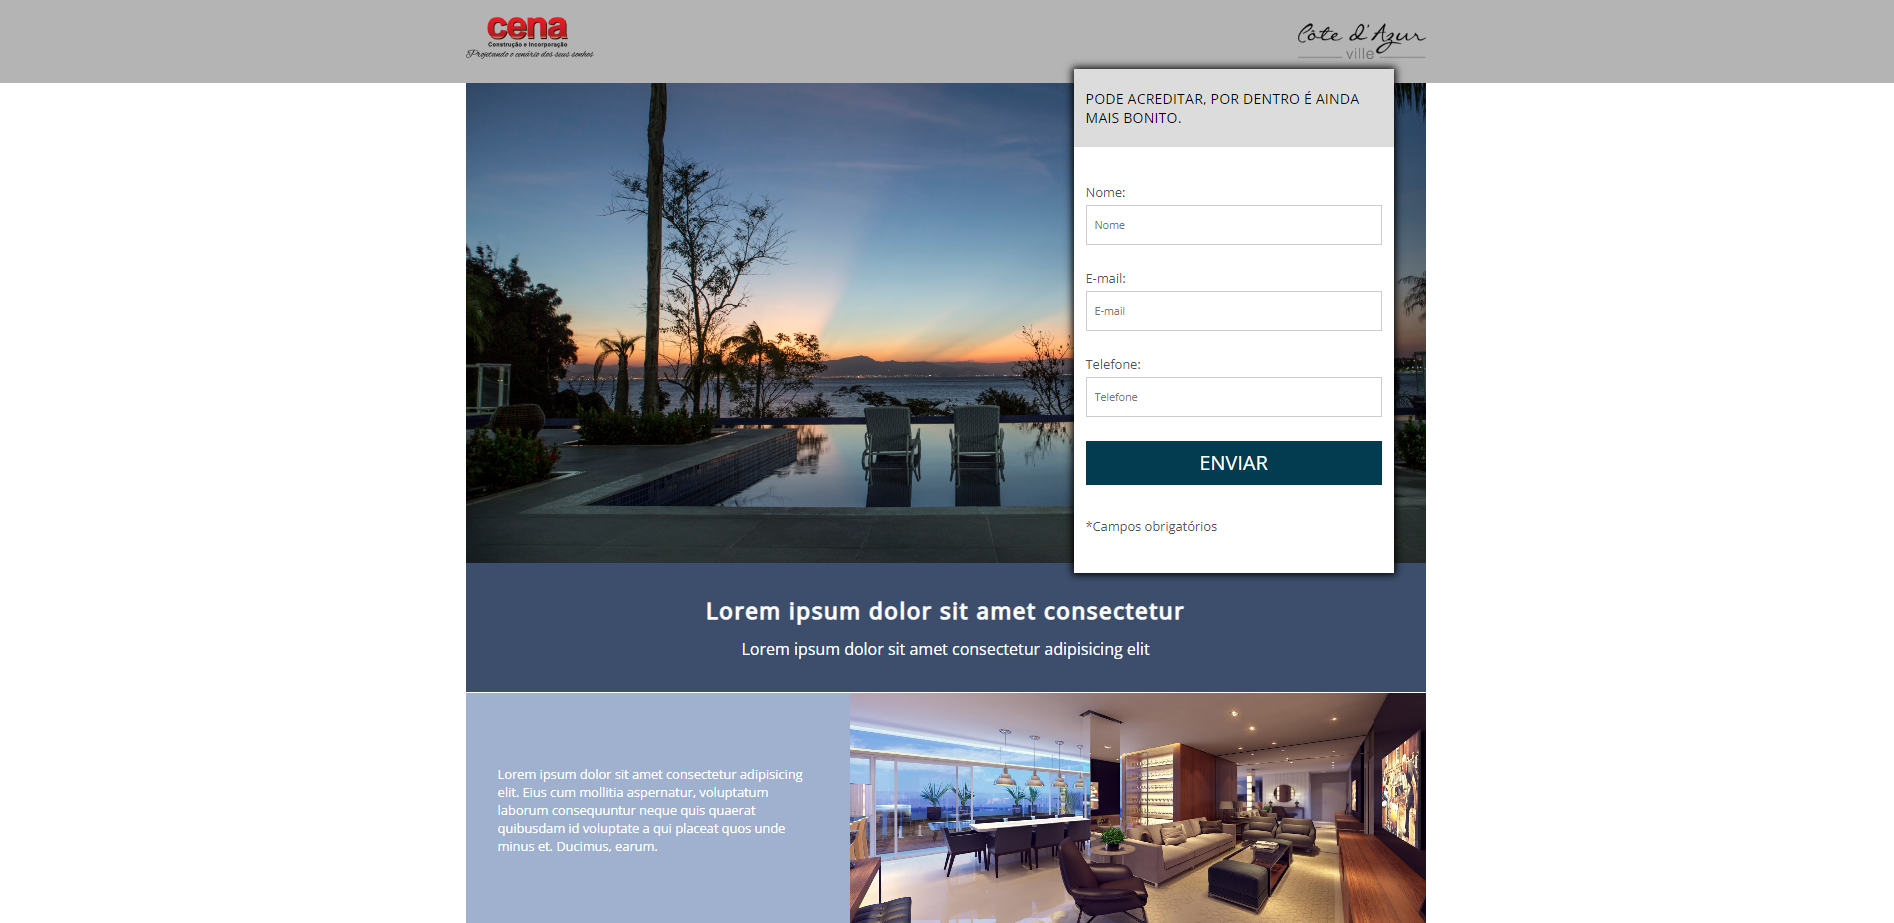 cena
Construção e Incorporação
Projetando o cenário dos seus sonhos
Côte d'Azur
ville
PODE ACREDITAR, POR DENTRO É AINDA
MAIS BONITO.
Nome:
Nome
E-mail:
E-mail
Telefone:
Telefone
ENVIAR
*Campos obrigatórios
Lorem ipsum dolor sit amet consectetur
Lorem ipsum dolor sit amet consectetur adipisicing elit
Lorem ipsum dolor sit amet consectetur adipisicing
elit. Eius cum mollitia aspernatur, voluptatum
laborum consequuntur neque quis quaerat
quibusdam id voluptate a qui placeat quos unde
minus et. Ducimus, earum.